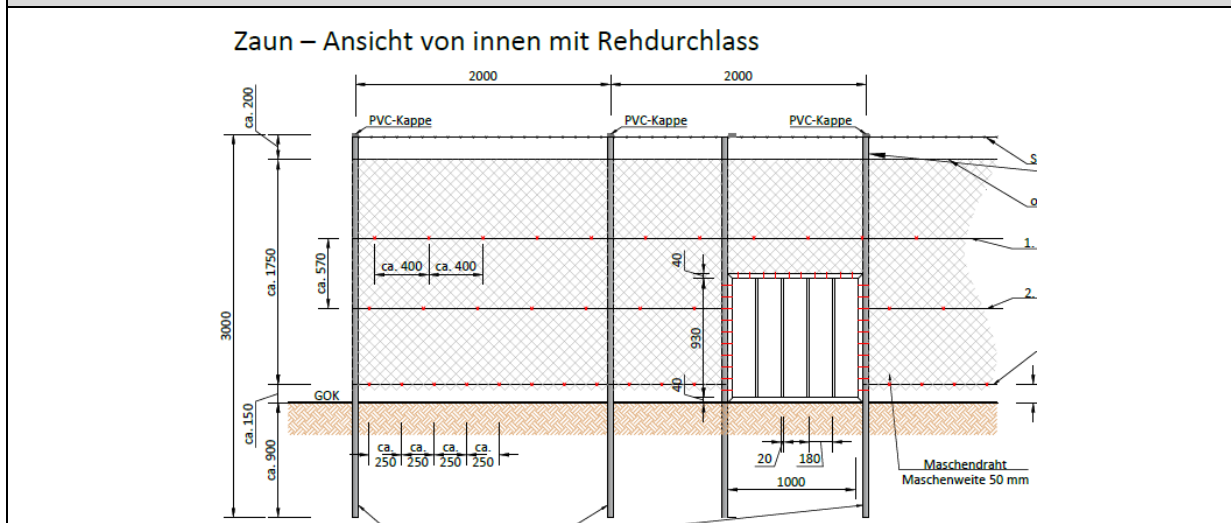 Zaun – Ansicht von innen mit Rehdurchlass
2000
2000
ca. 200
PVC-Kappe
PVC-Kappe
PVC-Kappe
1.
ca. 400
ca. 400
ca. 570
40
ca. 1750
2.
3000
930
40
GOK
ca. 150
ca. 900
ca.
250
ca.
250
ca.
250
ca.
250
20
180
1000
Maschendraht
Maschenweite 50 mm